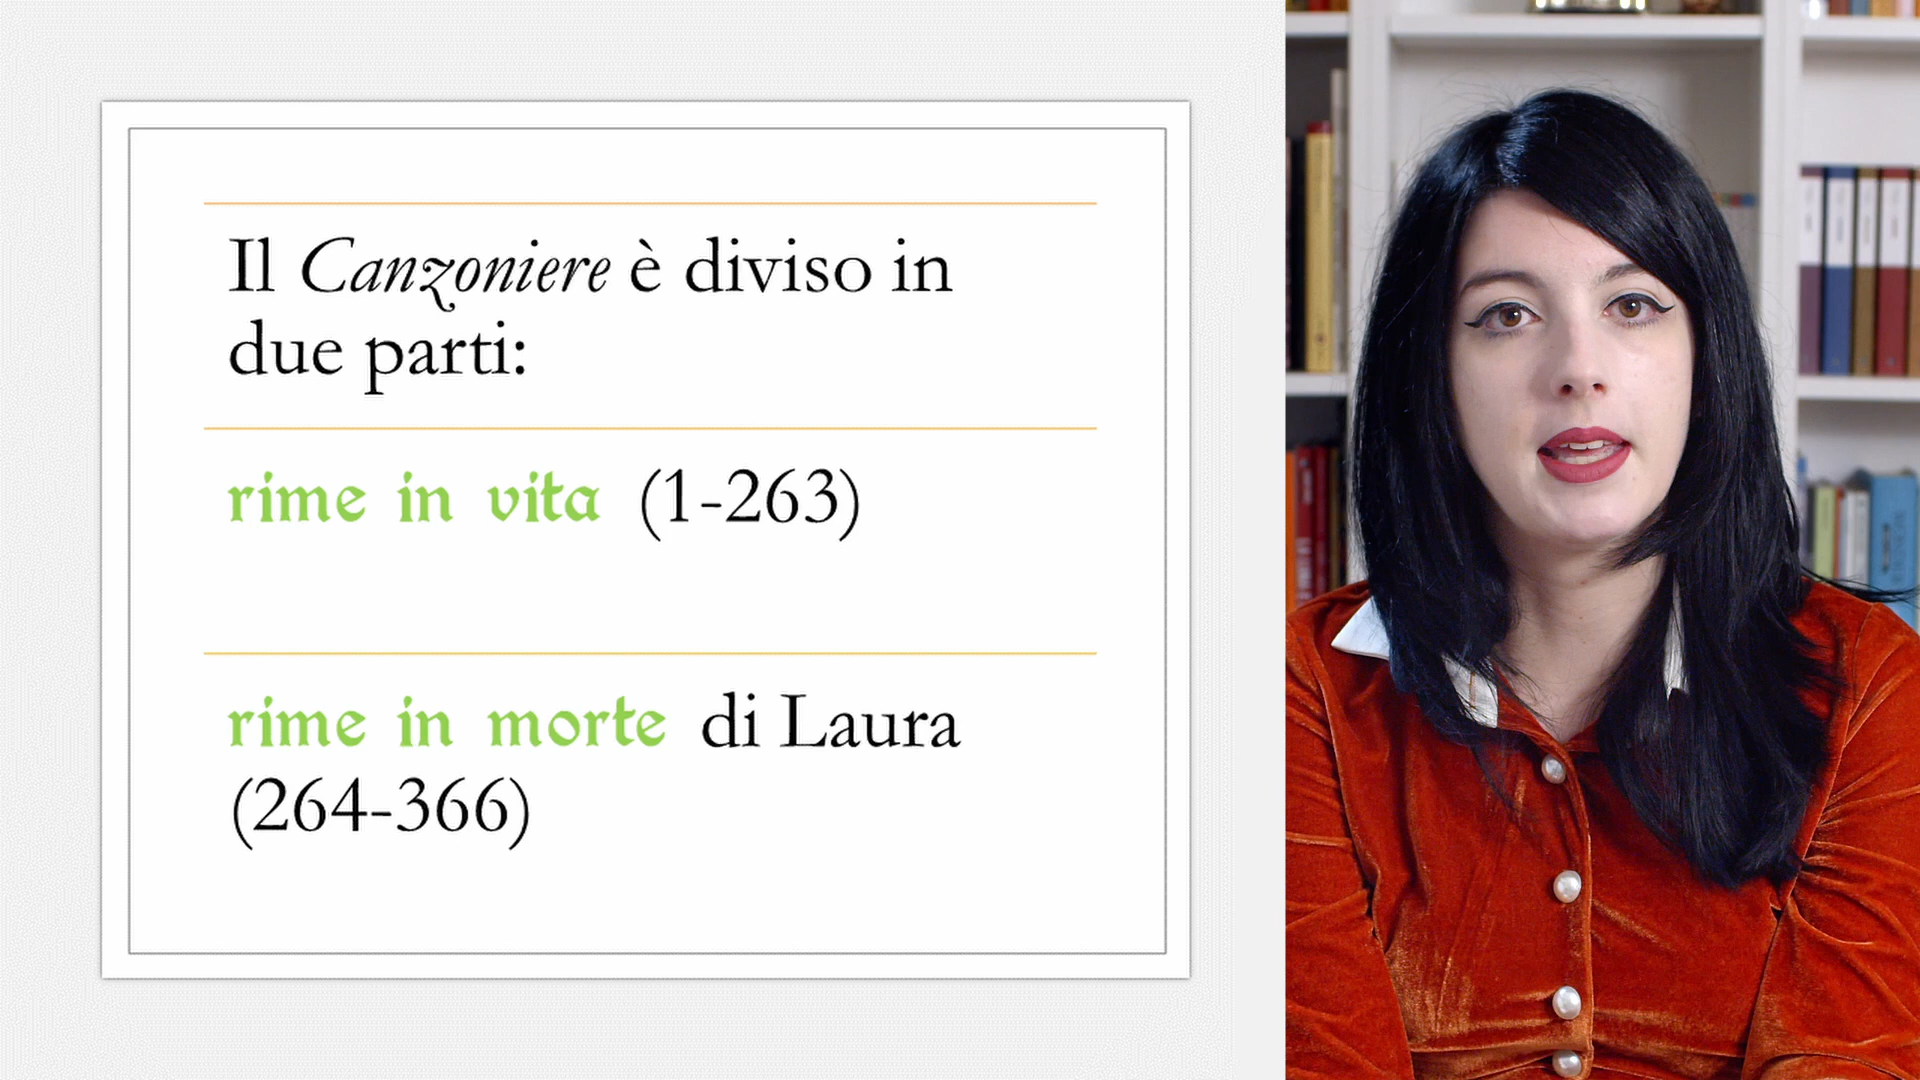 Il Canzoniere è diviso in
due parti:
rime in vita (1-263)
rime in morte di Laura
(264-366)